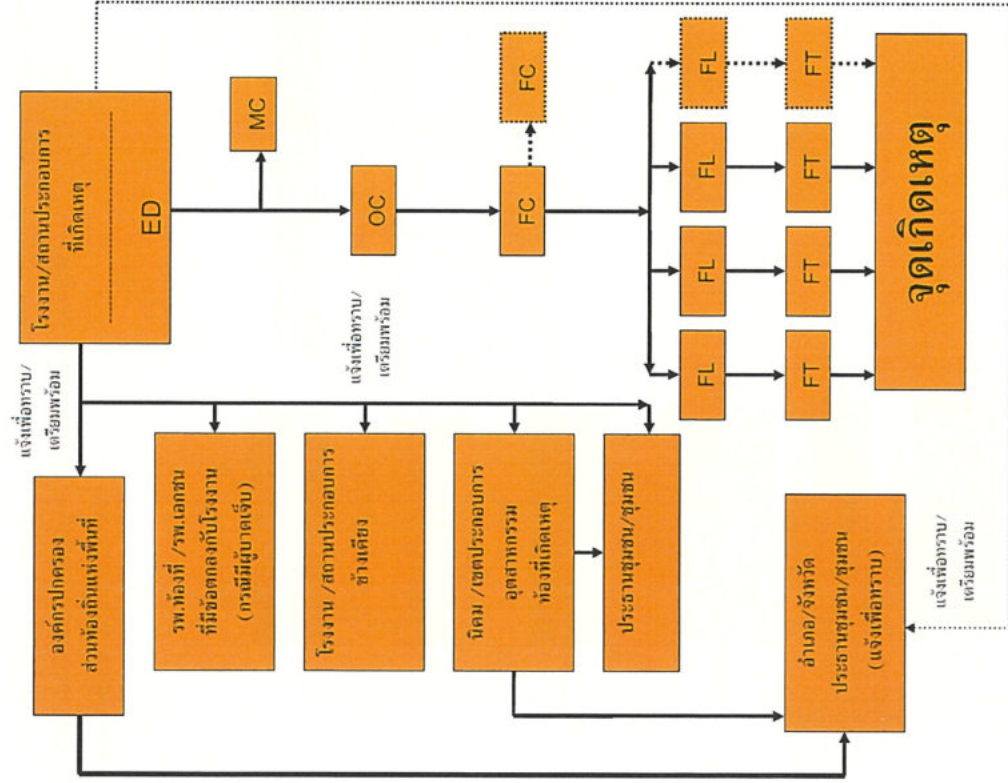 โรงงาน/สถานประกอบการ
ที่เกิดเหตุ
ED
MC
OC
FC
FC
FL
FL
FL
FL
FT
FT
FT
FT
จุดเกิดเหตุ
แจ้งเพื่อทราบ/
เตรียมพร้อม
แจ้งเพื่อทราบ/
เตรียมพร้อม
องค์กรปกครอง
ส่วนท้องถิ่นแห่งพื้นที่
รพ.ท้องที่ /รพ.เอกชน
ที่มีข้อตกลงกับโรงงาน
(กรณีมีผู้บาดเจ็บ)
โรงงาน /สถานประกอบการ
ข้างเคียง
นิคม /เขตประกอบการ
อุตสาหกรรม
ท้องที่เกิดเหตุ
ประธานชุมชน/ชุมชน
อำเภอ/จังหวัด
ประธานชุมชน/ชุมชน
(แจ้งเพื่อทราบ)
แจ้งเพื่อทราบ/
เตรียมพร้อม